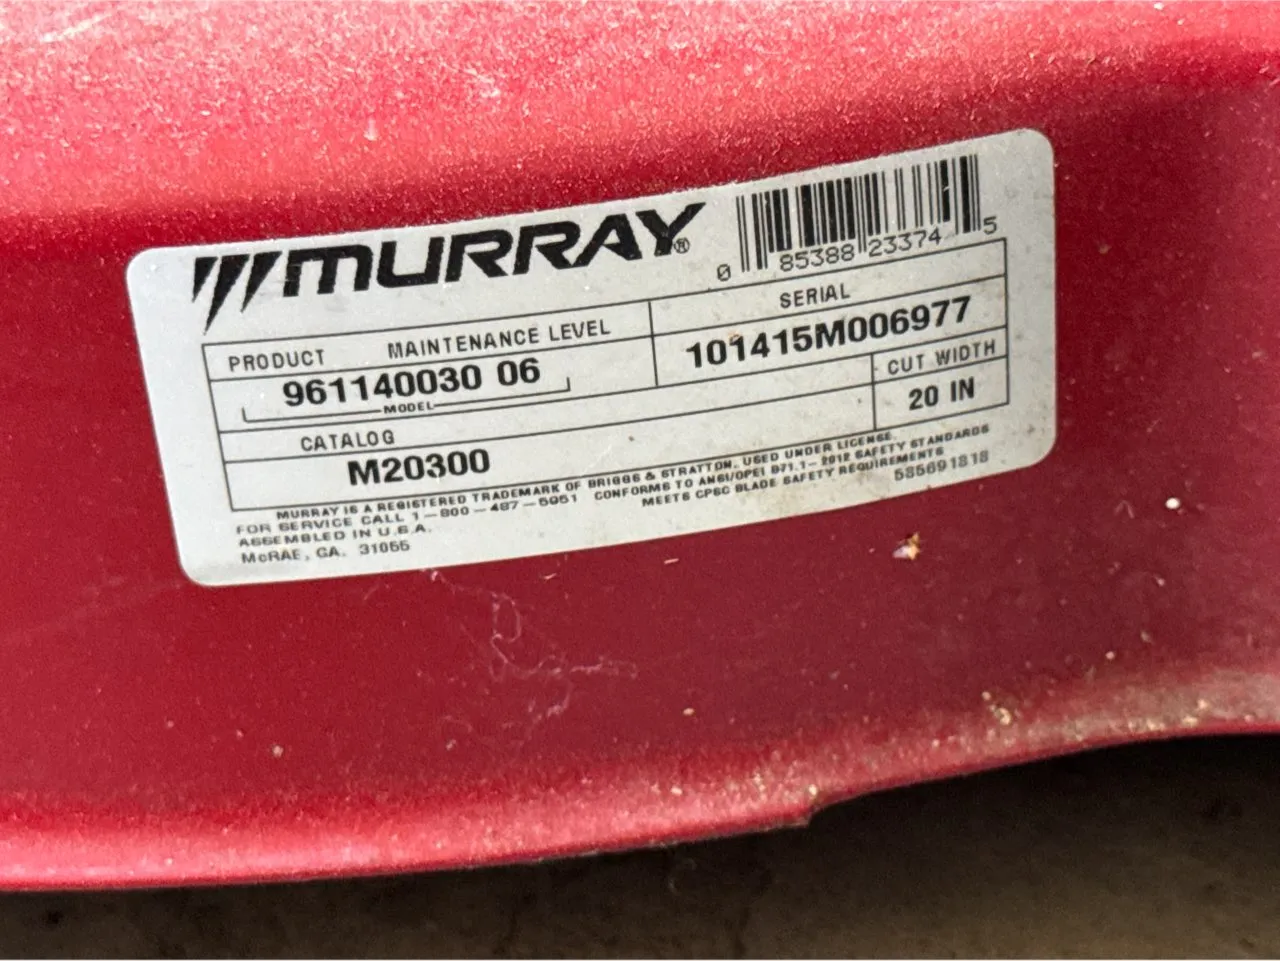 MURRAY®
0 85388 23374 5
PRODUCT MAINTENANCE LEVEL
961140030 06
MODEL
SERIAL
101415M006977
CATALOG
M20300
CUT WIDTH
20 IN
MURRAY IS A REGISTERED TRADEMARK OF BRIGGS & STRATTON, USED UNDER LICENSE.
FOR SERVICE CALL 1-800-487-5951 CONFORMS TO ANSI/OPEI B71.1-2012 SAFETY STANDARDS
ASSEMBLED IN U.S.A. MEETS CPSC BLADE SAFETY REQUIREMENTS
McRAE, GA. 31055 585691818